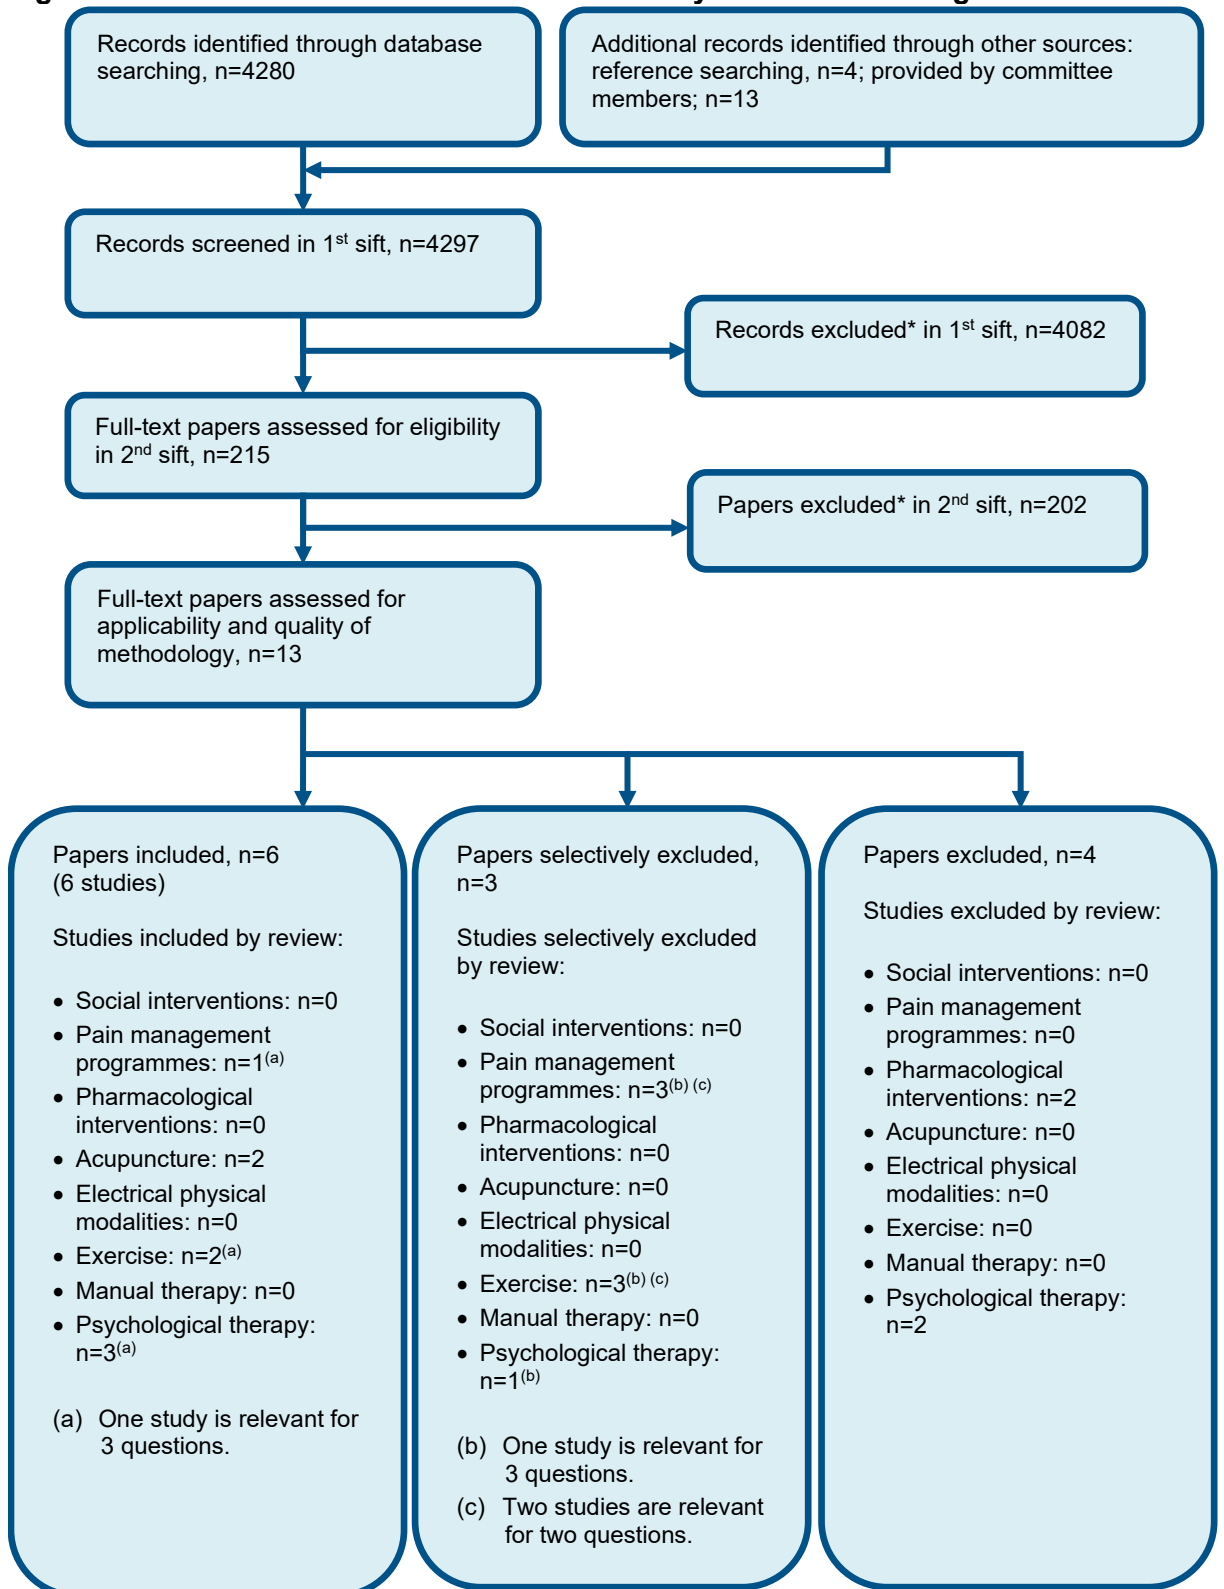 Records identified through database
searching, n=4280
Additional records identified through other sources:
reference searching, n=4; provided by committee
members; n=13
Records screened in 1st sift, n=4297
Records excluded* in 1st sift, n=4082
Full-text papers assessed for eligibility
in 2nd sift, n=215
Papers excluded* in 2nd sift, n=202
Full-text papers assessed for
applicability and quality of
methodology, n=13
Papers included, n=6
(6 studies)
Studies included by review:
• Social interventions: n=0
• Pain management
programmes: n=1(a)
• Pharmacological
interventions: n=0
• Acupuncture: n=2
• Electrical physical
modalities: n=0
• Exercise: n=2(a)
• Manual therapy: n=0
• Psychological therapy:
n=3(a)
(a) One study is relevant for
3 questions.
Papers selectively excluded,
n=3
Studies selectively excluded
by review:
• Social interventions: n=0
• Pain management
programmes: n=3(b) (c)
• Pharmacological
interventions: n=0
• Acupuncture: n=0
• Electrical physical
modalities: n=0
• Exercise: n=3(b) (c)
• Manual therapy: n=0
• Psychological therapy:
n=1(b)
(b) One study is relevant for
3 questions.
(c) Two studies are relevant
for two questions.
Papers excluded, n=4
Studies excluded by review:
• Social interventions: n=0
• Pain management
programmes: n=0
• Pharmacological
interventions: n=2
• Acupuncture: n=0
• Electrical physical
modalities: n=0
• Exercise: n=0
• Manual therapy: n=0
• Psychological therapy:
n=2